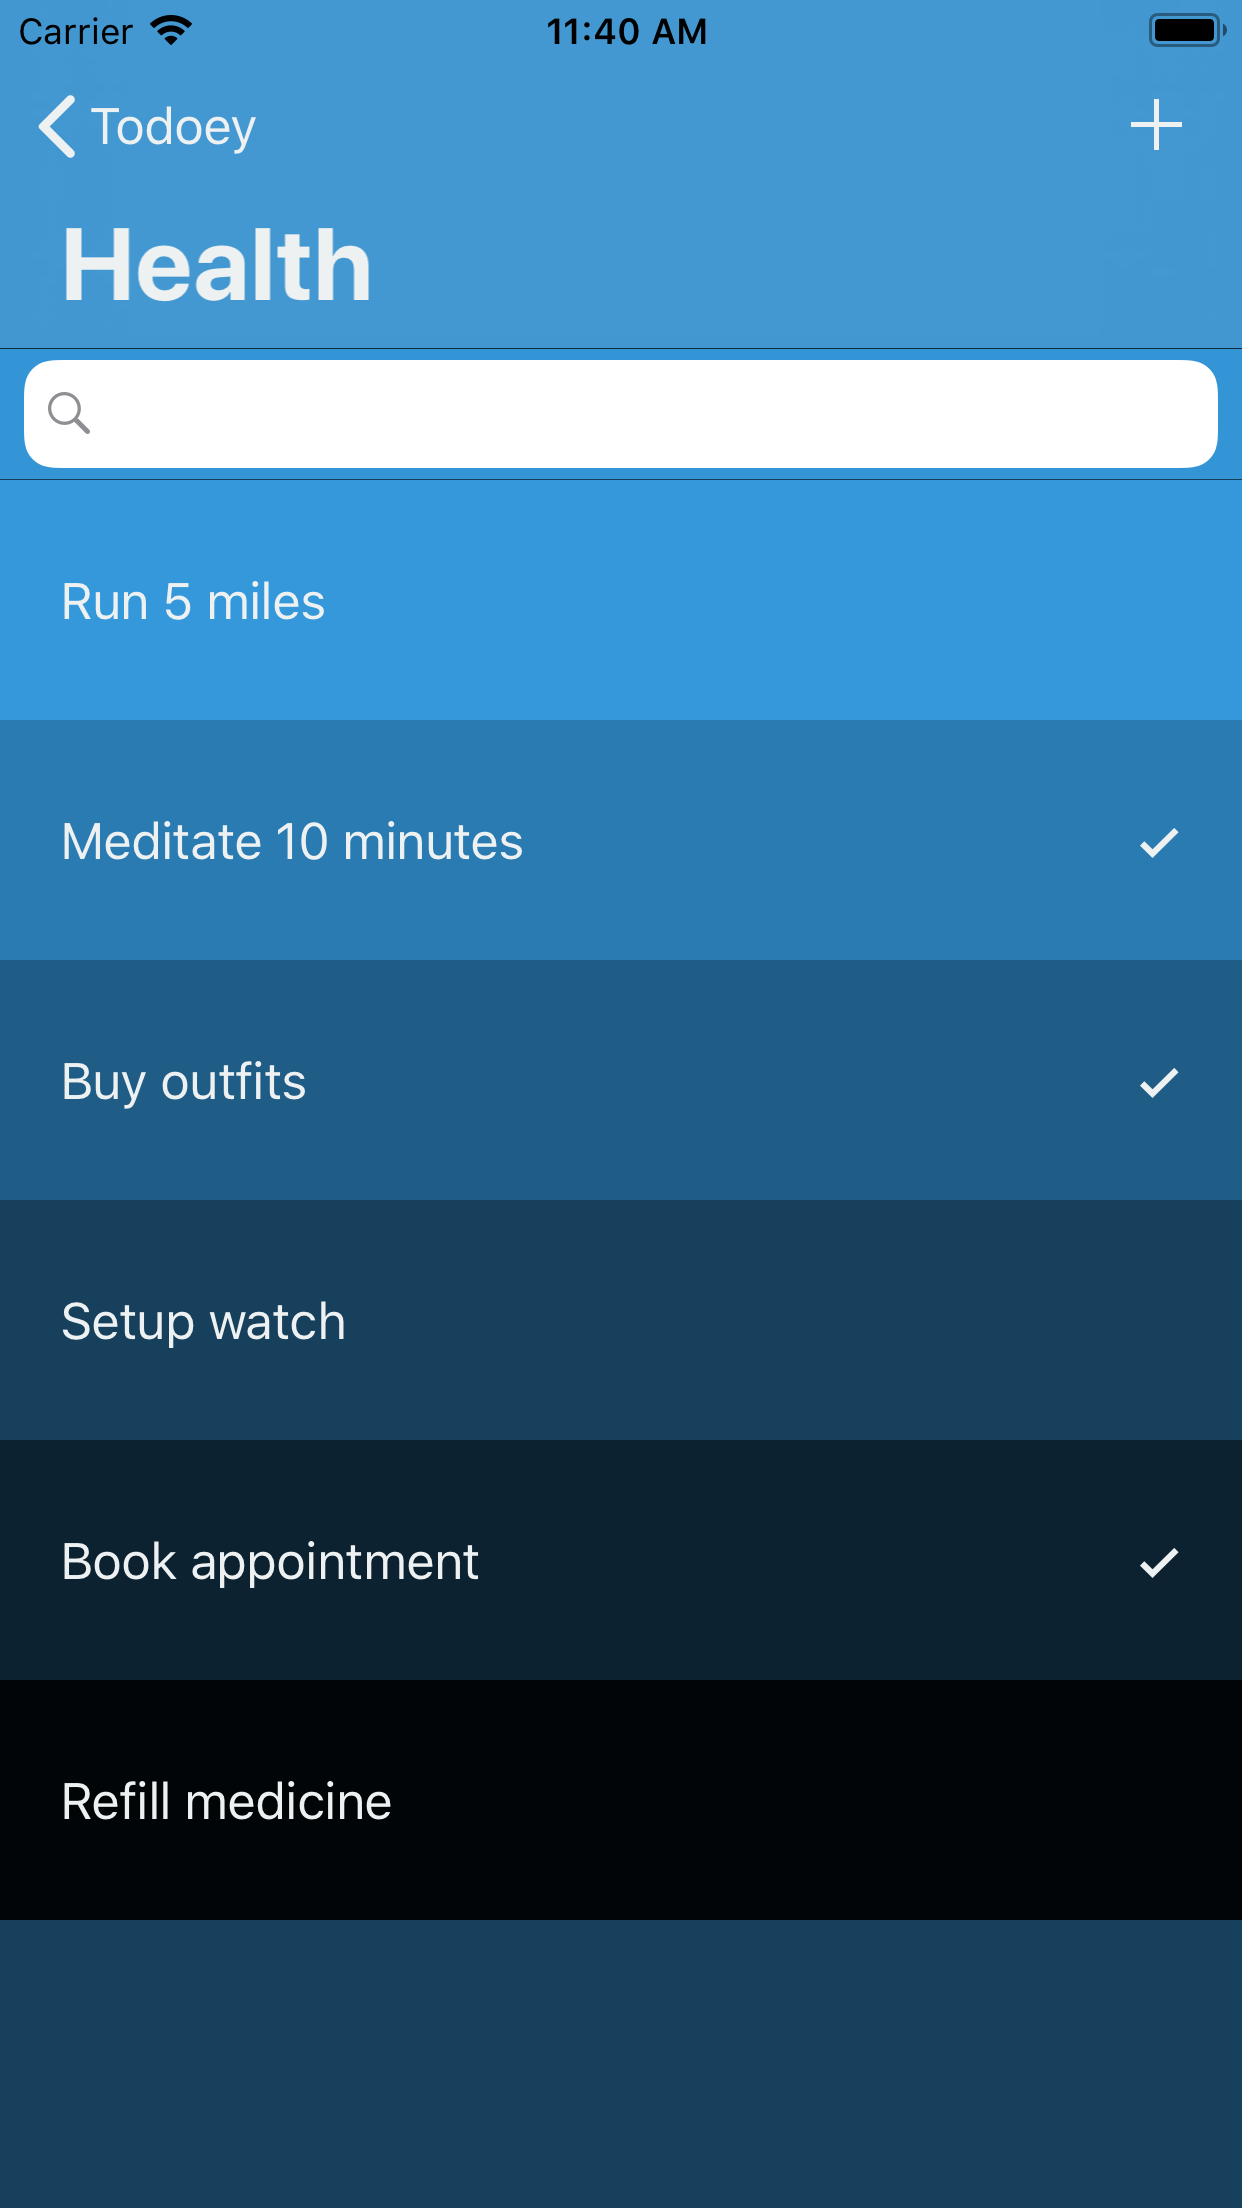 Carrier 11:40 AM
Todoey
Health
Run 5 miles
Meditate 10 minutes
Buy outfits
Setup watch
Book appointment
Refill medicine